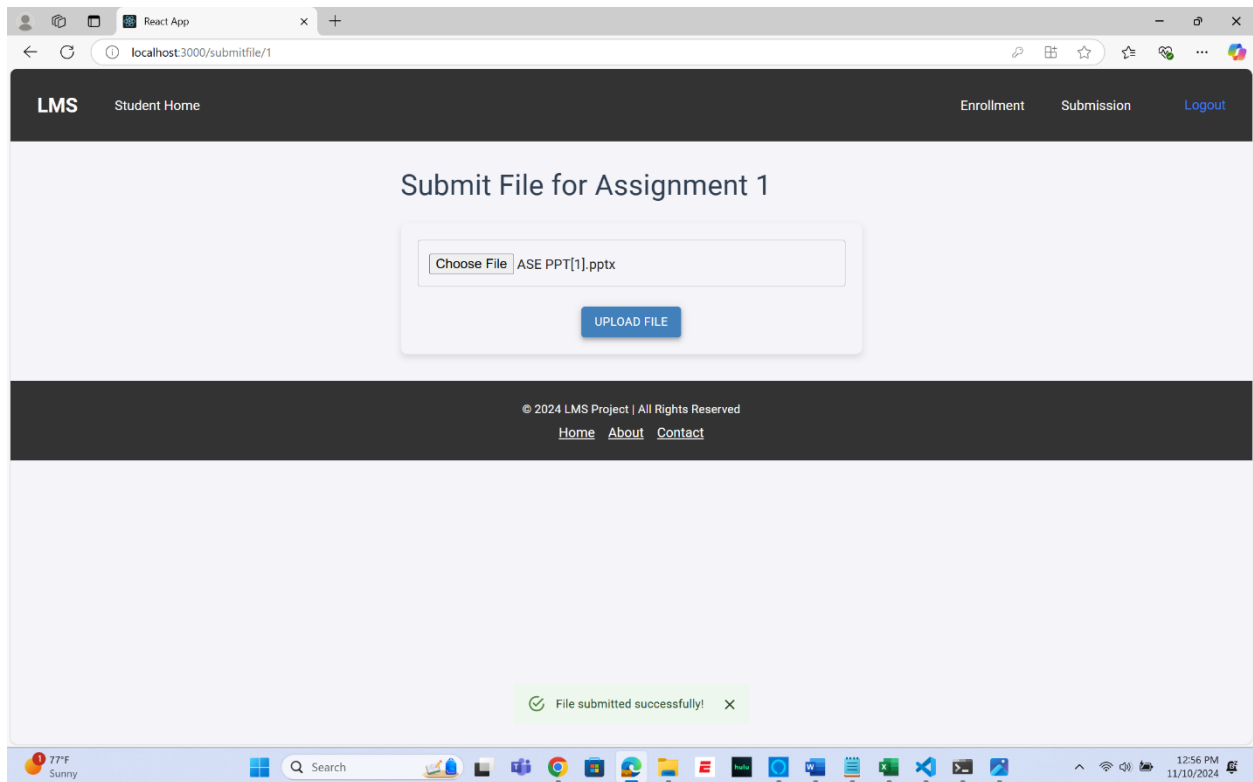 React App
localhost:3000/submitfile/1
LMS Student Home Enrollment Submission Logout
Submit File for Assignment 1
Choose File ASE PPT[1].pptx
UPLOAD FILE
© 2024 LMS Project | All Rights Reserved
Home About Contact
File submitted successfully!
1 77°F
Sunny
Search
E
hulu
W
X
12:56 PM
11/10/2024